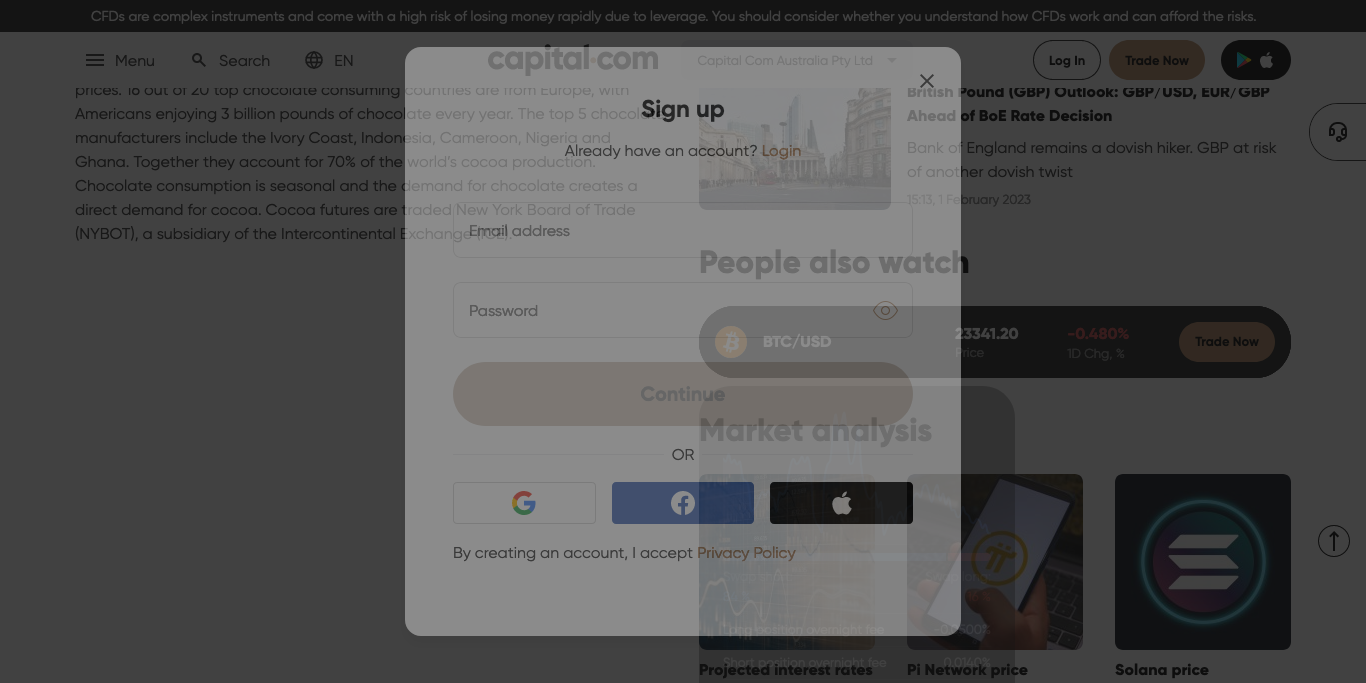 CFDs are complex instruments and come with a high risk of losing money rapidly due to leverage. You should consider whether you understand how CFDs work and can afford the risks.
Menu
Search
EN
capital.com
Capital Com Australia Pty Ltd
Log In
Trade Now
prices. 18 out of 20 top chocolate consuming countries are from Europe, with
Americans enjoying 3 billion pounds of chocolate every year. The top 5 chocolate
manufacturers include the Ivory Coast, Indonesia, Cameroon, Nigeria and
Ghana. Together they account for 70% of the world's cocoa production.
Chocolate consumption is seasonal and the demand for chocolate creates a
direct demand for cocoa. Cocoa futures are traded New York Board of Trade
(NYBOT), a subsidiary of the Intercontinental Exchange (ICE).
Sign up
Already have an account? Login
Email address
Password
Continue
OR
By creating an account, I accept Privacy Policy
British Pound (GBP) Outlook: GBP/USD, EUR/GBP
Ahead of BoE Rate Decision
Bank of England remains a dovish hiker. GBP at risk
of another dovish twist
15:13, 1 February 2023
People also watch
BTC/USD
23341.20
Price
-0.480%
1D Chg, %
Trade Now
Market analysis
Long position overnight fee
Short position overnight fee
0.0140%
Projected interest rates
Pi Network price
Solana price